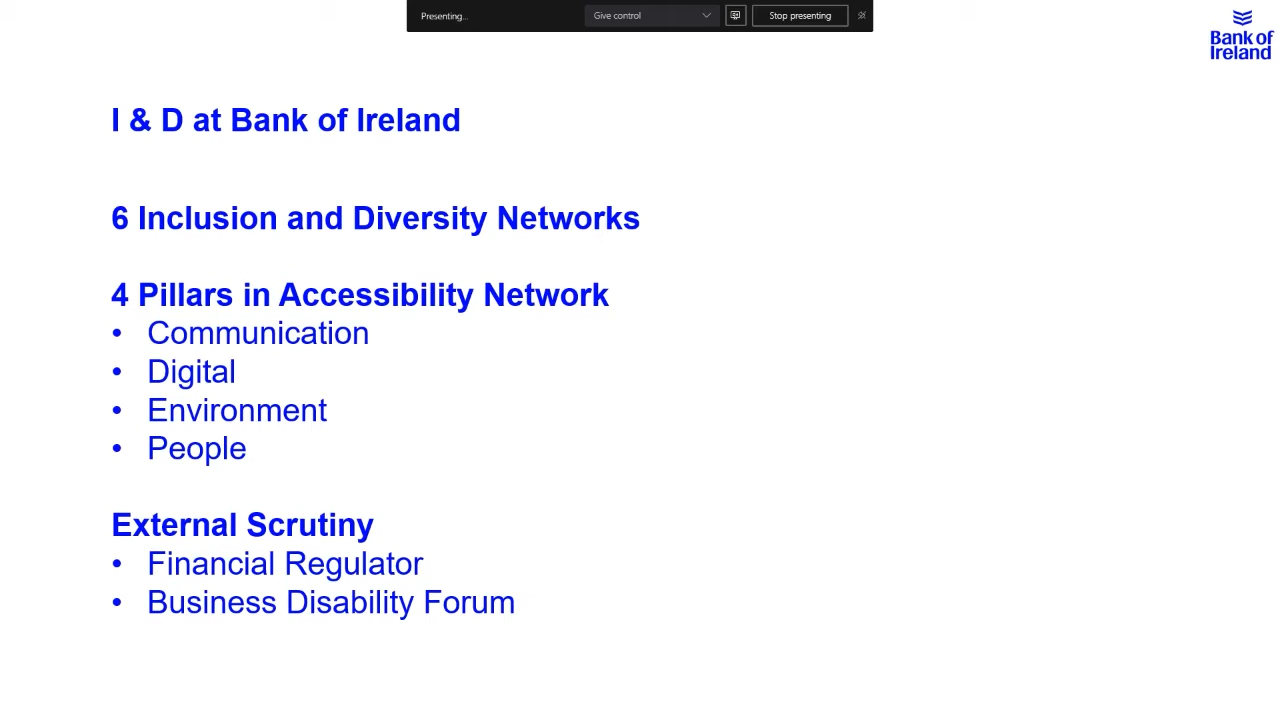 Presenting...
Give control
Stop presenting
Bank of
Ireland
I & D at Bank of Ireland
6 Inclusion and Diversity Networks
4 Pillars in Accessibility Network
• Communication
• Digital
• Environment
• People
External Scrutiny
• Financial Regulator
• Business Disability Forum